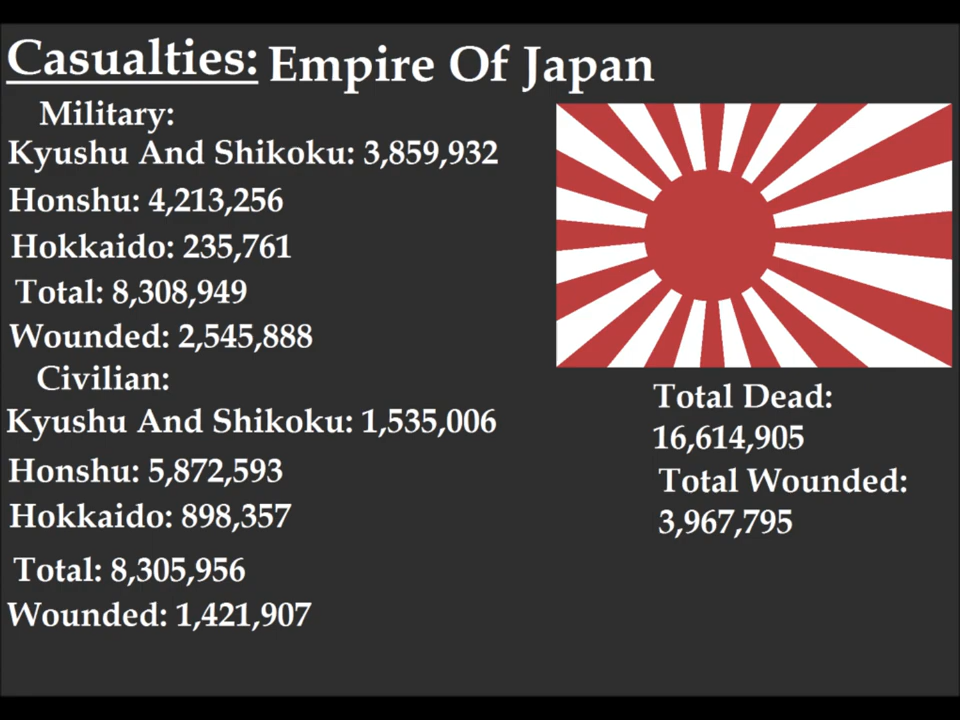 Casualties: Empire Of Japan
Military:
Kyushu And Shikoku: 3,859,932
Honshu: 4,213,256
Hokkaido: 235,761
Total: 8,308,949
Wounded: 2,545,888
Civilian:
Kyushu And Shikoku: 1,535,006
Honshu: 5,872,593
Hokkaido: 898,357
Total: 8,305,956
Wounded: 1,421,907
Total Dead:
16,614,905
Total Wounded:
3,967,795